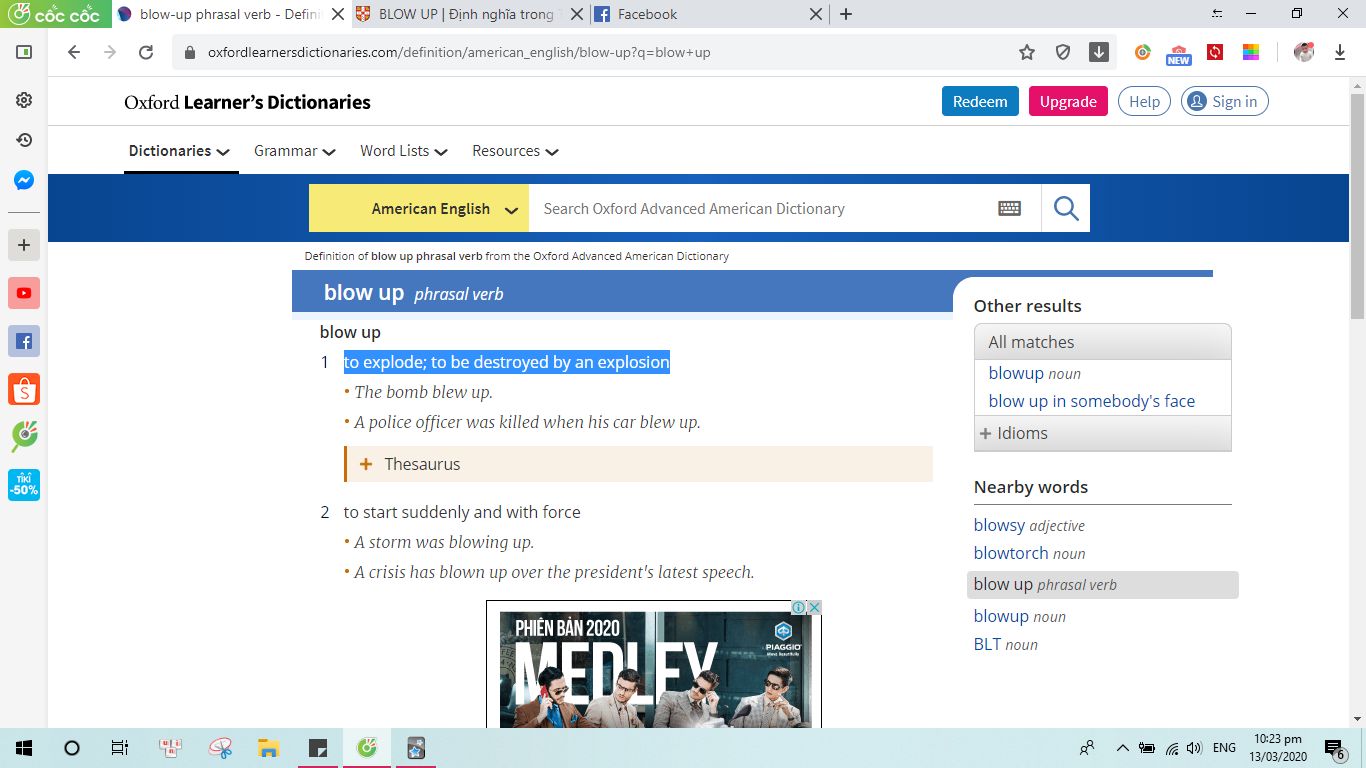 cốc cốc
blow-up phrasal verb - Defini
BLOW UP | Định nghĩa trong
Facebook
oxfordlearnersdictionaries.com/definition/american_english/blow-up?q=blow+up
NEW
Oxford Learner's Dictionaries
Redeem
Upgrade
Help
Sign in
Dictionaries
Grammar
Word Lists
Resources
American English
Search Oxford Advanced American Dictionary
Definition of blow up phrasal verb from the Oxford Advanced American Dictionary
blow up phrasal verb
blow up
1 to explode; to be destroyed by an explosion
• The bomb blew up.
• A police officer was killed when his car blew up.
+ Thesaurus
2 to start suddenly and with force
• A storm was blowing up.
• A crisis has blown up over the president's latest speech.
PHIÊN BẢN 2020
MEDLEY
PIAGGIO
Other results
All matches
blowup noun
blow up in somebody's face
+ Idioms
Nearby words
blowsy adjective
blowtorch noun
blow up phrasal verb
blowup noun
BLT noun
TIKI
-50%
ENG
10:23 pm
13/03/2020
6